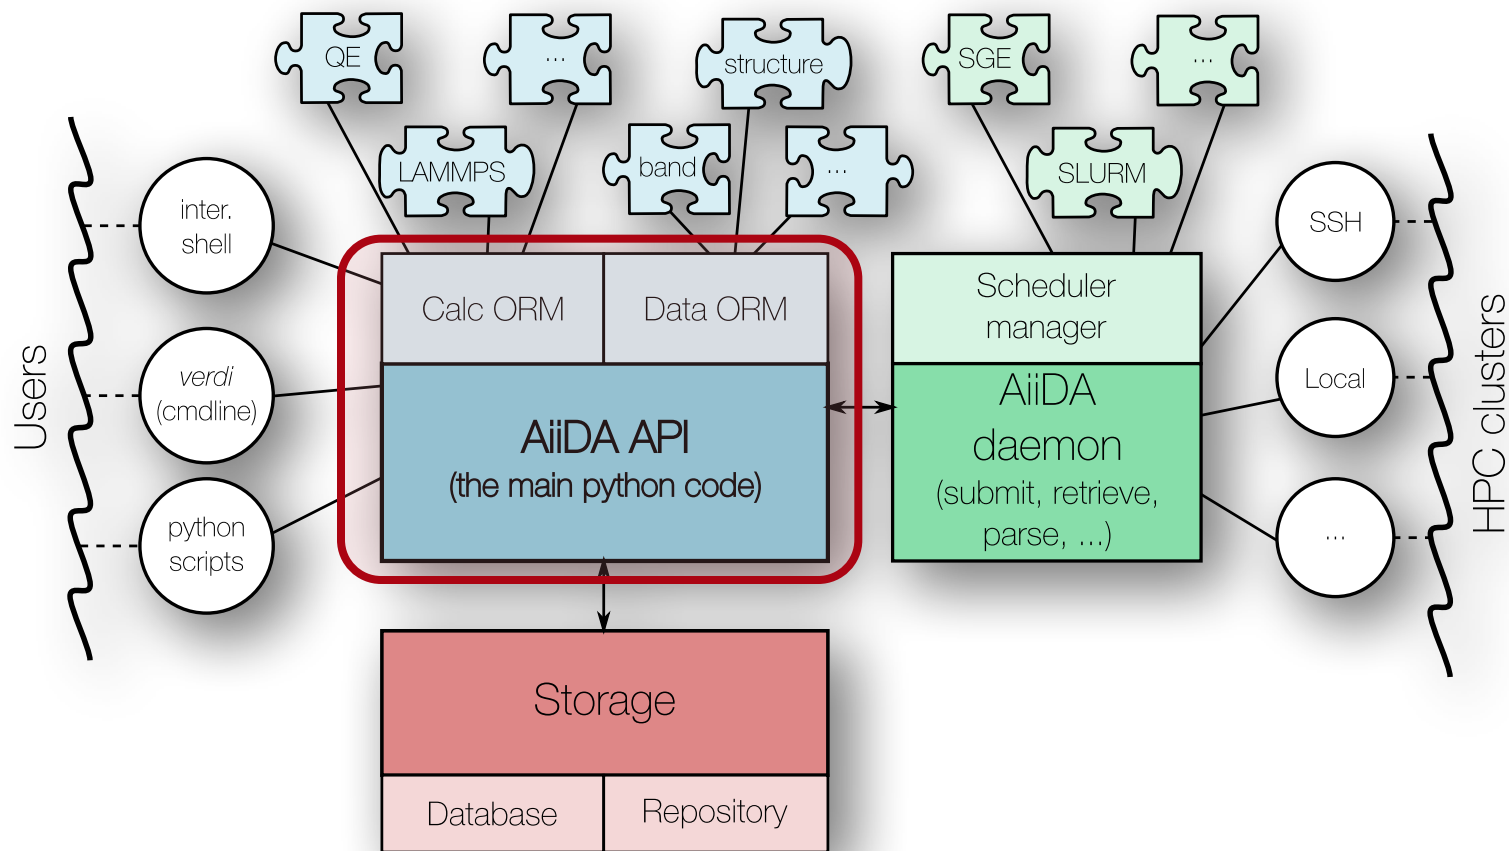 QE
...
structure
SGE
...
LAMMPS
band
...
SLURM
inter.
shell
SSH
Calc ORM
Data ORM
Scheduler
manager
Users
verdi
(cmdline)
AiiDA API
(the main python code)
AiiDA
daemon
(submit, retrieve,
parse, ...)
Local
HPC clusters
python
scripts
...
Storage
Database
Repository